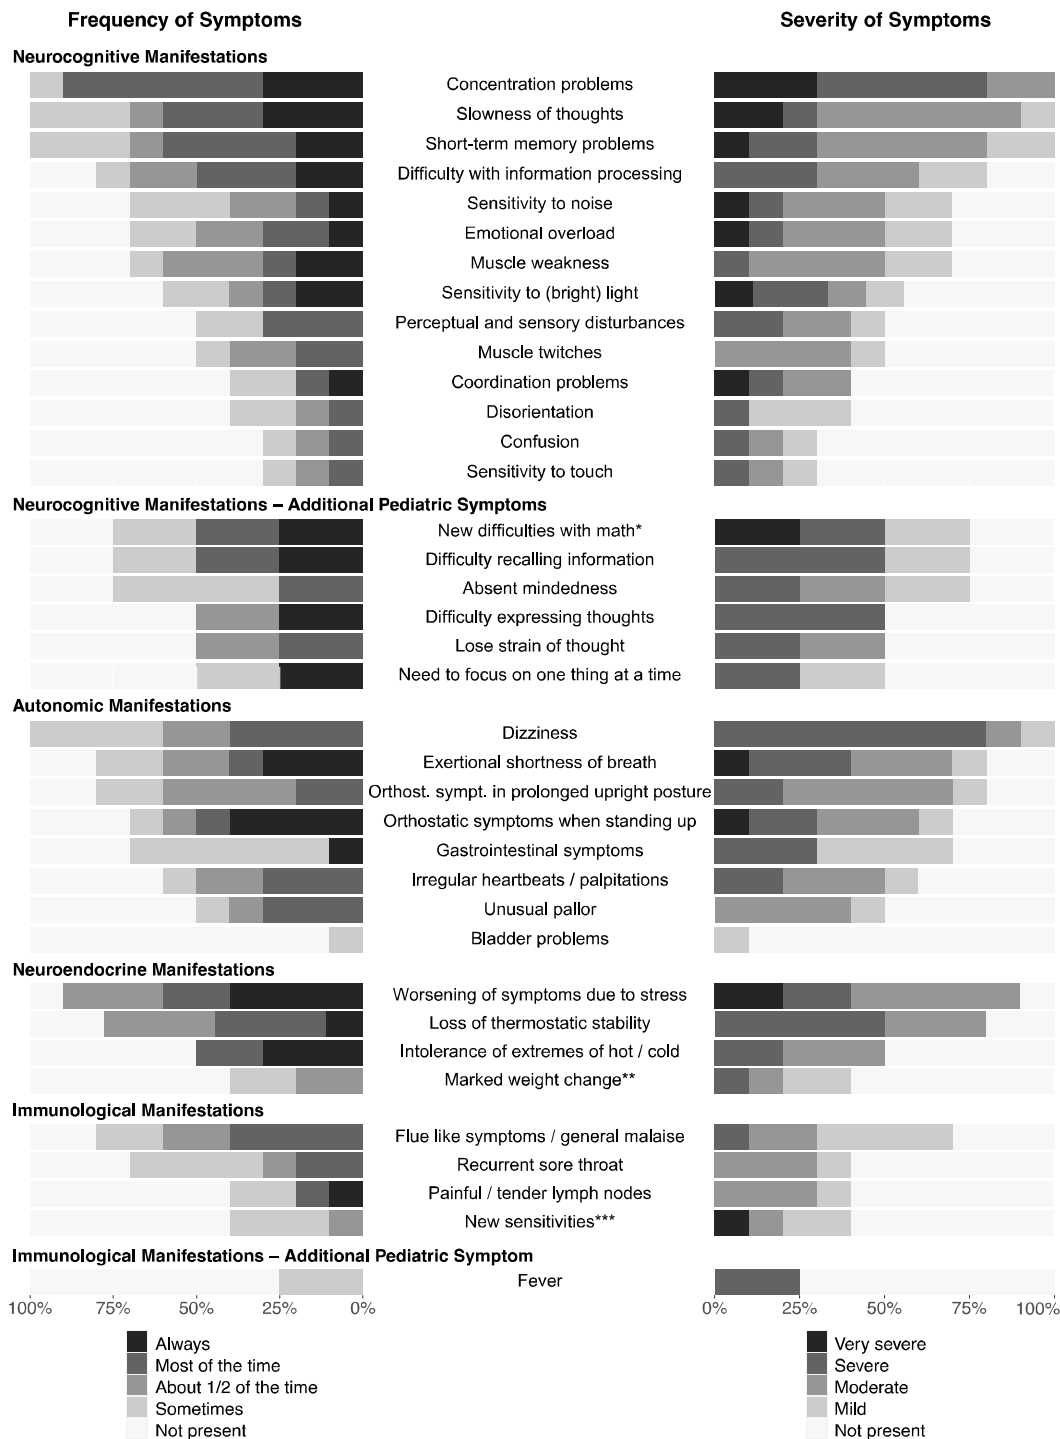 Frequency of Symptoms
Severity of Symptoms
Neurocognitive Manifestations
Concentration problems
Slowness of thoughts
Short-term memory problems
Difficulty with information processing
Sensitivity to noise
Emotional overload
Muscle weakness
Sensitivity to (bright) light
Perceptual and sensory disturbances
Muscle twitches
Coordination problems
Disorientation
Confusion
Sensitivity to touch
Neurocognitive Manifestations – Additional Pediatric Symptoms
New difficulties with math*
Difficulty recalling information
Absent mindedness
Difficulty expressing thoughts
Lose strain of thought
Need to focus on one thing at a time
Autonomic Manifestations
Dizziness
Exertional shortness of breath
Orthost. sympt. in prolonged upright posture
Orthostatic symptoms when standing up
Gastrointestinal symptoms
Irregular heartbeats / palpitations
Unusual pallor
Bladder problems
Neuroendocrine Manifestations
Worsening of symptoms due to stress
Loss of thermostatic stability
Intolerance of extremes of hot / cold
Marked weight change**
Immunological Manifestations
Flue like symptoms / general malaise
Recurrent sore throat
Painful / tender lymph nodes
New sensitivities***
Immunological Manifestations – Additional Pediatric Symptom
Fever
100% 75% 50% 25% 0%
0% 25% 50% 75% 100%
Always
Most of the time
About 1/2 of the time
Sometimes
Not present
Very severe
Severe
Moderate
Mild
Not present